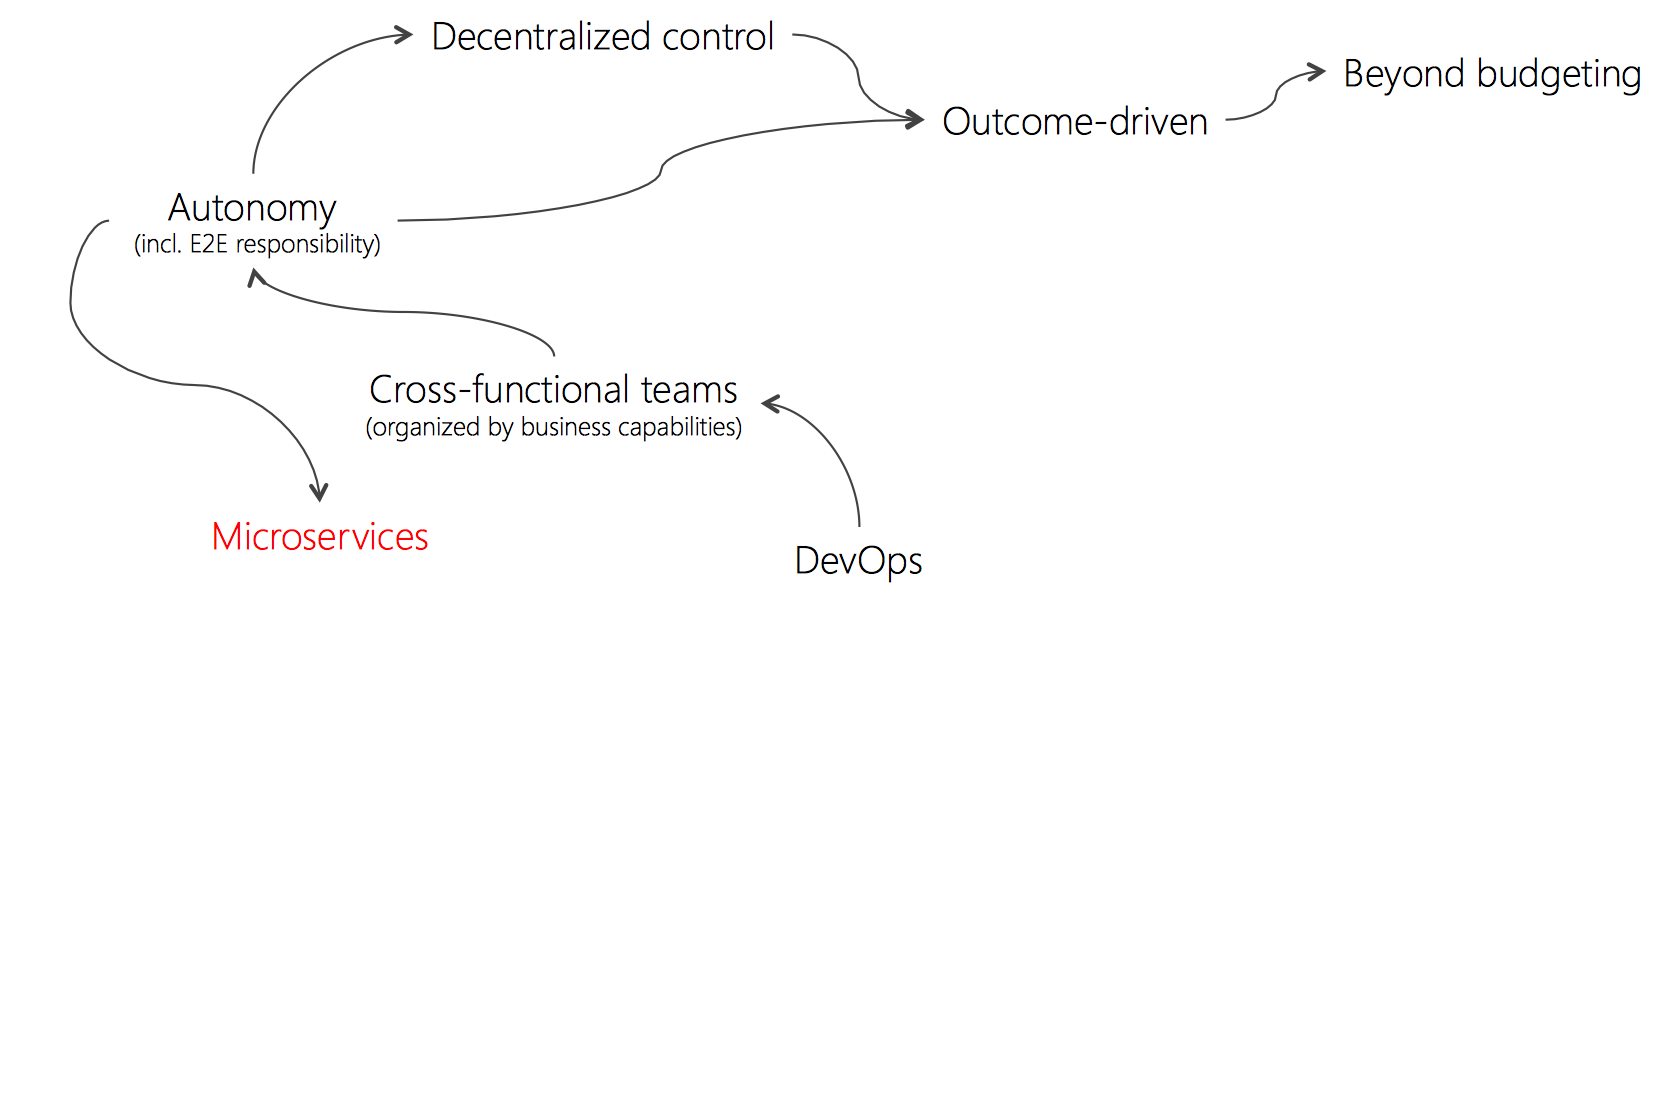 Decentralized control
Beyond budgeting
Outcome-driven
Autonomy
(incl. E2E responsibility)
Cross-functional teams
(organized by business capabilities)
Microservices
DevOps